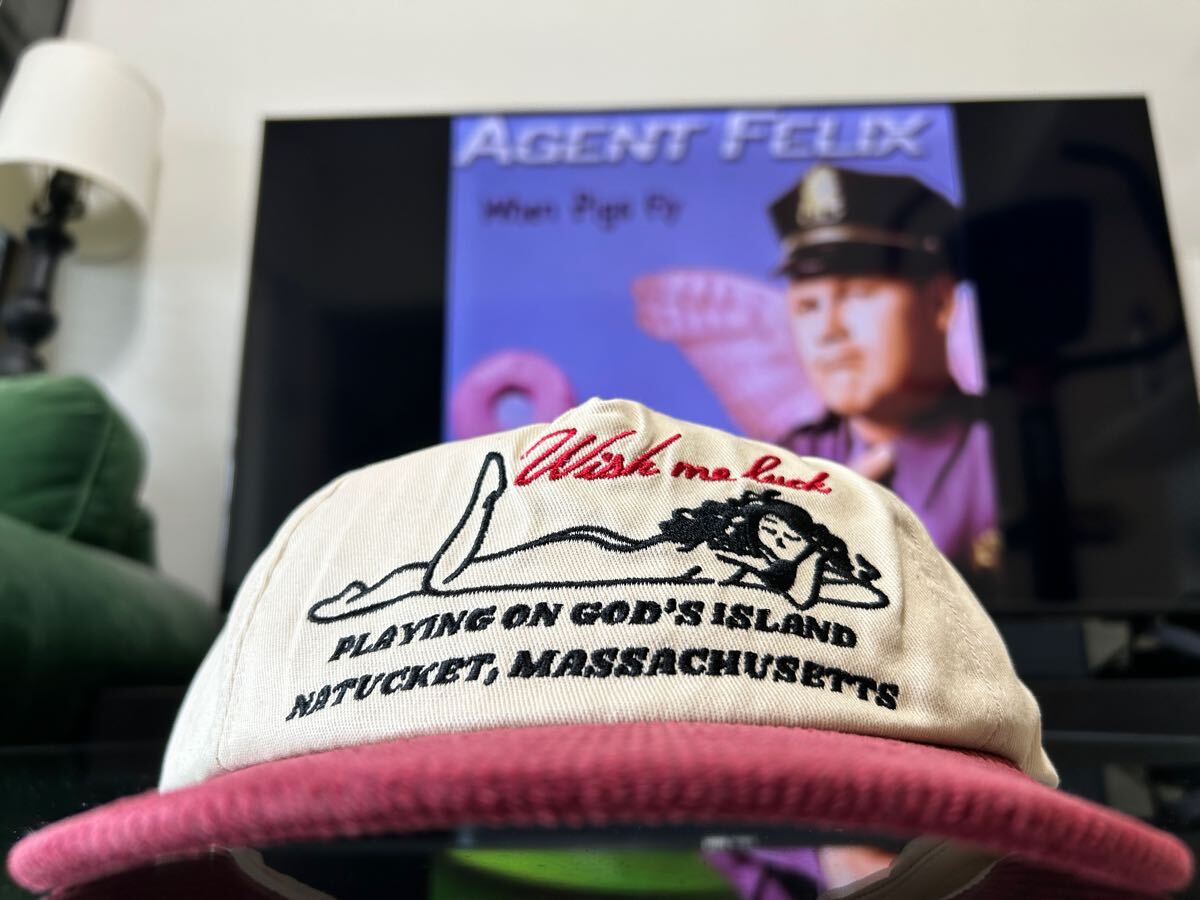 AGENT FELIX
When Pigs Fly
Wish me luck
PLAYING ON GOD'S ISLAND
NATUCKET, MASSACHUSETTS